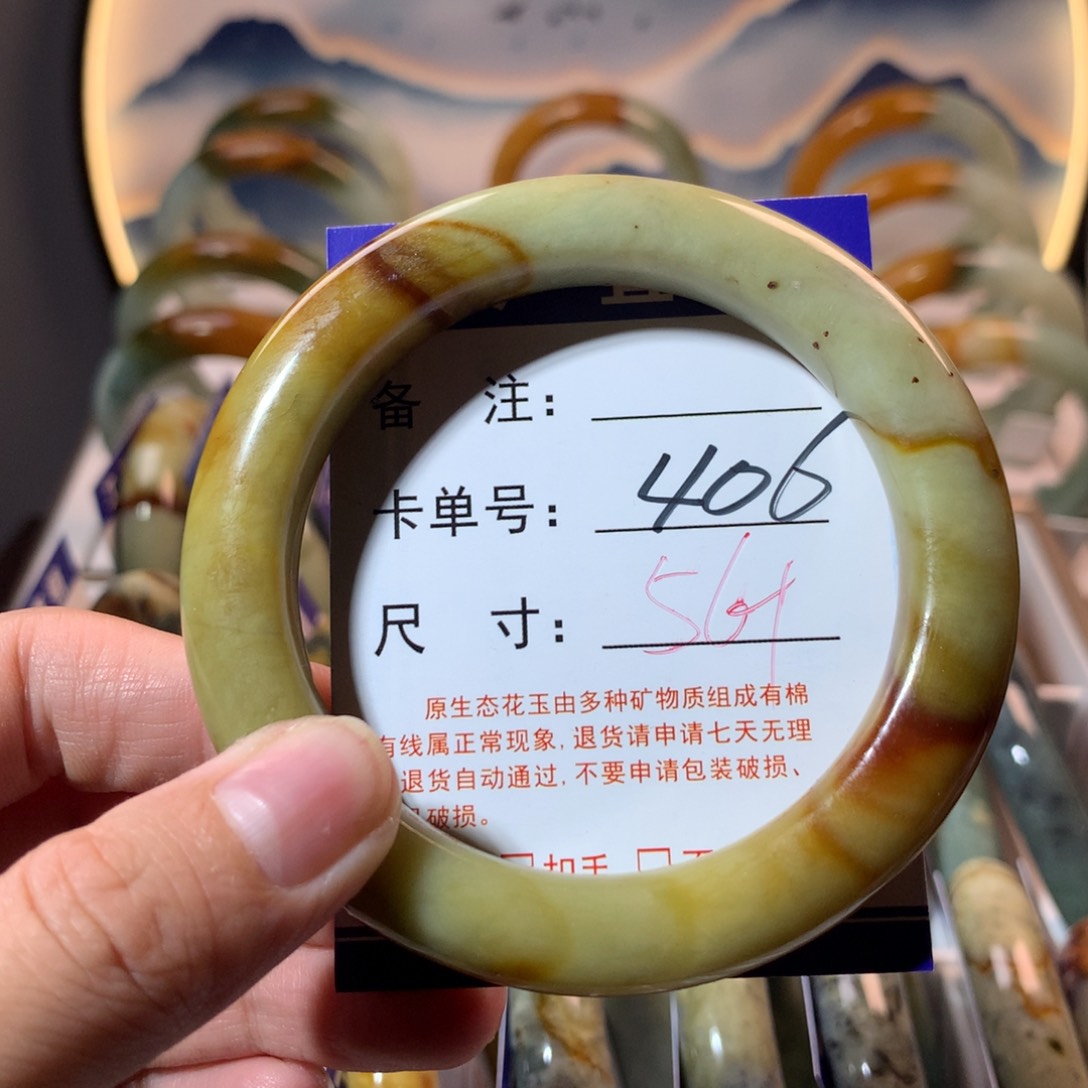 备 注：
卡单号：406
尺 寸：
原生态花玉由多种矿物质组成有棉
有线属正常现象，退货请申请七天无理
退货自动通过，不要申请包装破损、
破损。
扣手